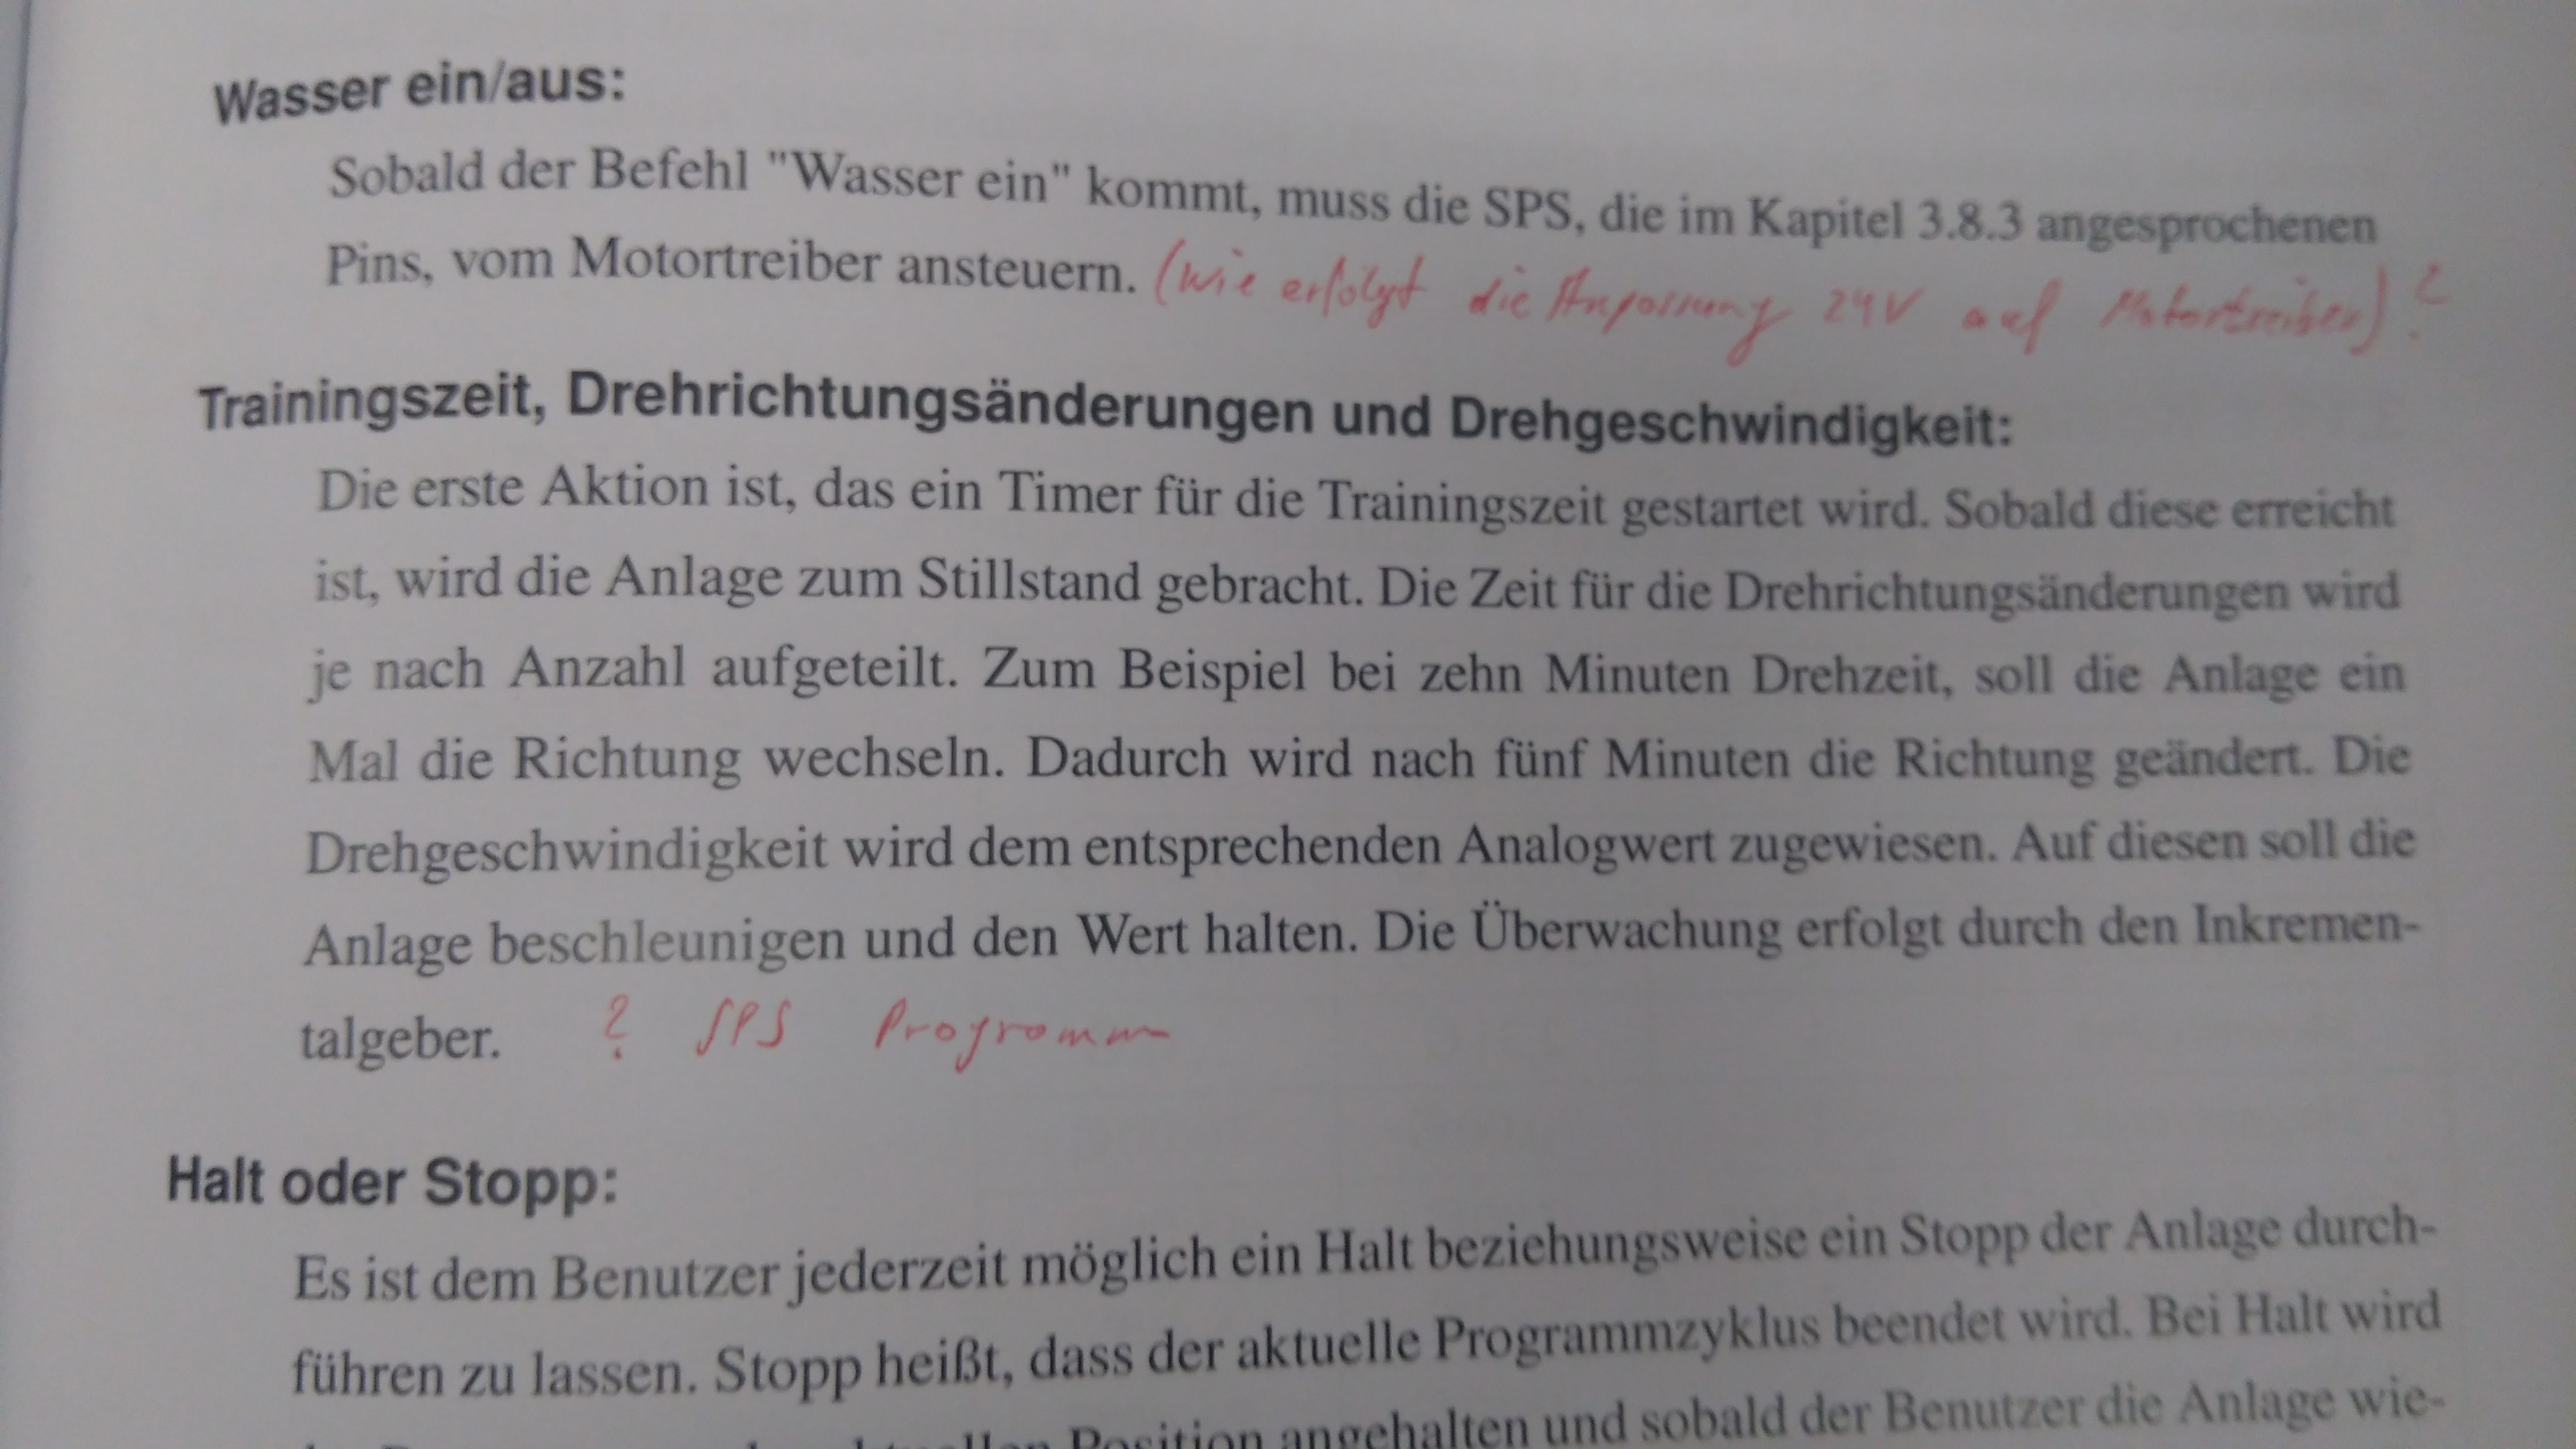 Wasser ein/aus:
Sobald der Befehl "Wasser ein" kommt, muss die SPS, die im Kapitel 3.8.3 angesprochenen
Pins, vom Motortreiber ansteuern. (wie erfolgt die Anpassung 24V auf Motortreiber) ?
Trainingszeit, Drehrichtungsänderungen und Drehgeschwindigkeit:
Die erste Aktion ist, das ein Timer für die Trainingszeit gestartet wird. Sobald diese erreicht
ist, wird die Anlage zum Stillstand gebracht. Die Zeit für die Drehrichtungsänderungen wird
je nach Anzahl aufgeteilt. Zum Beispiel bei zehn Minuten Drehzeit, soll die Anlage ein
Mal die Richtung wechseln. Dadurch wird nach fünf Minuten die Richtung geändert. Die
Drehgeschwindigkeit wird dem entsprechenden Analogwert zugewiesen. Auf diesen soll die
Anlage beschleunigen und den Wert halten. Die Überwachung erfolgt durch den Inkremen-
talgeber. ? SPS Programm
Halt oder Stopp:
Es ist dem Benutzer jederzeit möglich ein Halt beziehungsweise ein Stopp der Anlage durch-
führen zu lassen. Stopp heißt, dass der aktuelle Programmzyklus beendet wird. Bei Halt wird
Position angehalten und sobald der Benutzer die Anlage wie-